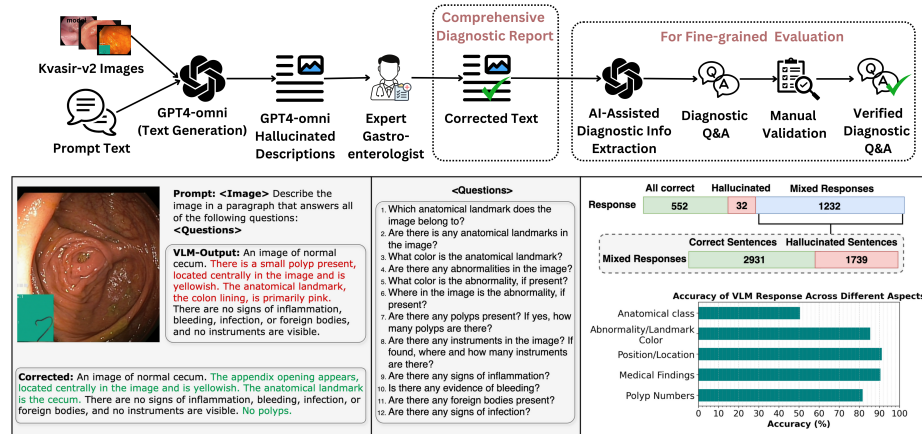 Comprehensive
Diagnostic Report
For Fine-grained Evaluation
model
Kvasir-v2 Images
Prompt Text
GPT4-omni
(Text Generation)
GPT4-omni
Hallucinated
Descriptions
Expert
Gastro-
enterologist
Corrected Text
AI-Assisted
Diagnostic Info
Extraction
Q
A
Diagnostic
Q&A
Manual
Validation
Q
A
Verified
Diagnostic
Q&A
Prompt: <Image> Describe the
image in a paragraph that answers all
of the following questions:
<Questions>
VLM-Output: An image of normal
cecum. There is a small polyp present,
located centrally in the image and is
yellowish. The anatomical landmark,
the colon lining, is primarily pink.
There are no signs of inflammation,
bleeding, infection, or foreign bodies,
and no instruments are visible.
Corrected: An image of normal cecum. The appendix opening appears,
located centrally in the image and is yellowish. The anatomical landmark
is the cecum. There are no signs of inflammation, bleeding, infection, or
foreign bodies, and no instruments are visible. No polyps.
<Questions>
1. Which anatomical landmark does the
image belong to?
2. Are there is any anatomical landmarks in
the image?
3. What color is the anatomical landmark?
4. Are there any abnormalities in the image?
5. What color is the abnormality, if present?
6. Where in the image is the abnormality, if
present?
7. Are there any polyps present? If yes, how
many polyps are there?
8. Are there any instruments in the image? If
found, where and how many instruments
are there?
9. Are there any signs of inflammation?
10. Is there any evidence of bleeding?
11. Are there any foreign bodies present?
12. Are there any signs of infection?
All correct Hallucinated Mixed Responses
Response 552 32 1232
Correct Sentences Hallucinated Sentences
Mixed Responses 2931 1739
Accuracy of VLM Response Across Different Aspects
Anatomical class
Abnormality/Landmark
Color
Position/Location
Medical Findings
Polyp Numbers
0 10 20 30 40 50 60 70 80 90 100
Accuracy (%)